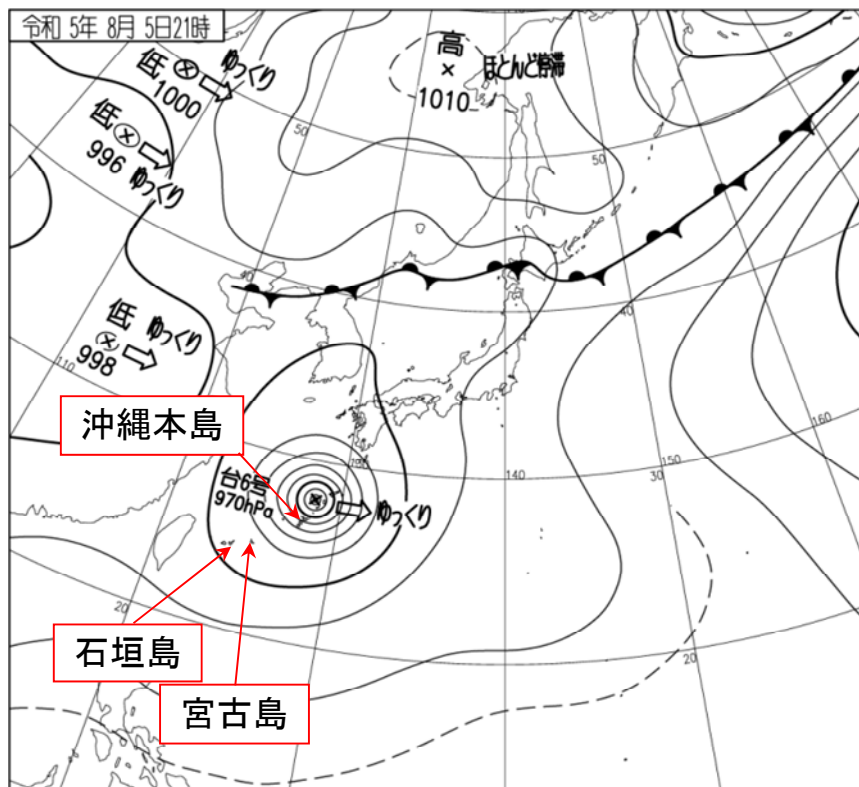 令和 5年 8月 5日21時
高
ほとんど停滞
1010
低
ゆっくり
1000
低
996
ゆっくり
50
50
40
40
低
ゆっくり
998
110
沖縄本島
台6号
970hPa
ゆっくり
130
140
30
150
160
20
20
石垣島
宮古島